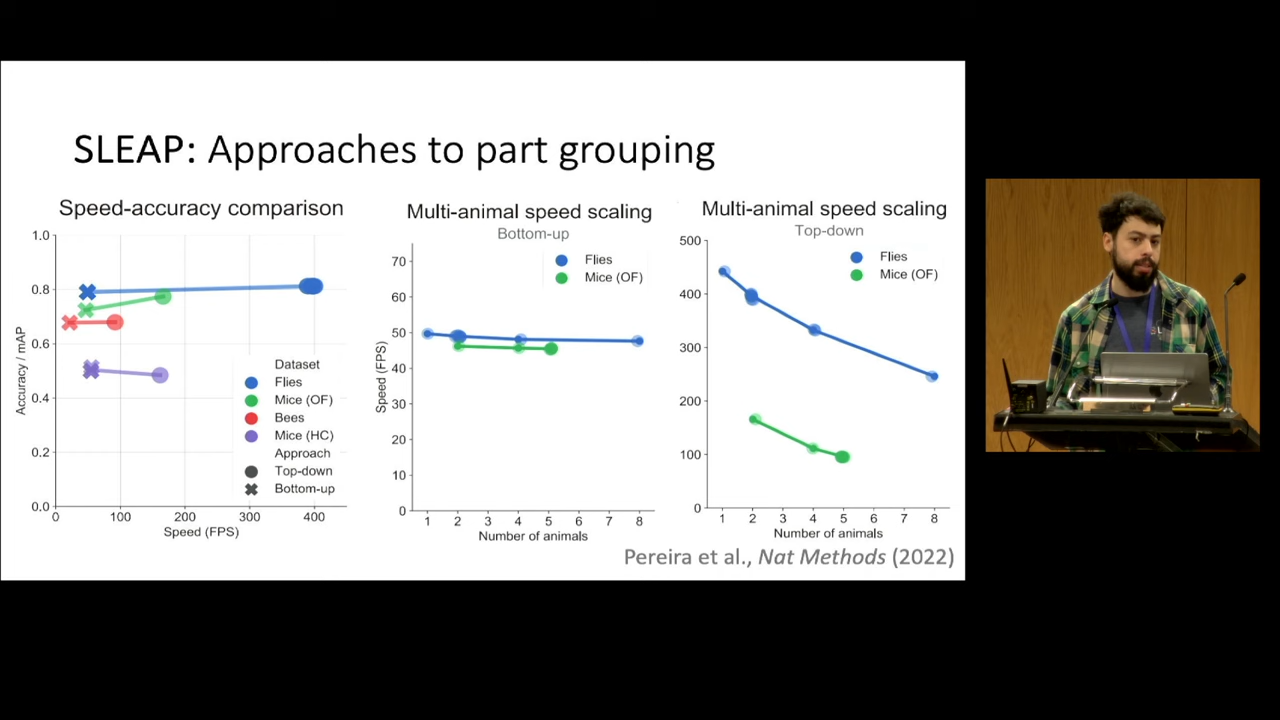 SLEAP: Approaches to part grouping
Speed-accuracy comparison
1.0
0.8
0.6
0.4
0.2
0.0
Accuracy / mAP
0 100 200 300 400
Speed (FPS)
Dataset
Flies
Mice (OF)
Bees
Mice (HC)
Approach
Top-down
Bottom-up
Multi-animal speed scaling
Bottom-up
Flies
Mice (OF)
70
60
50
40
30
20
10
0
Speed (FPS)
1 2 3 4 5 6 7 8
Number of animals
Multi-animal speed scaling
Top-down
Flies
Mice (OF)
500
400
300
200
100
0
1 2 3 4 5 6 7 8
Number of animals
Pereira et al., Nat Methods (2022)